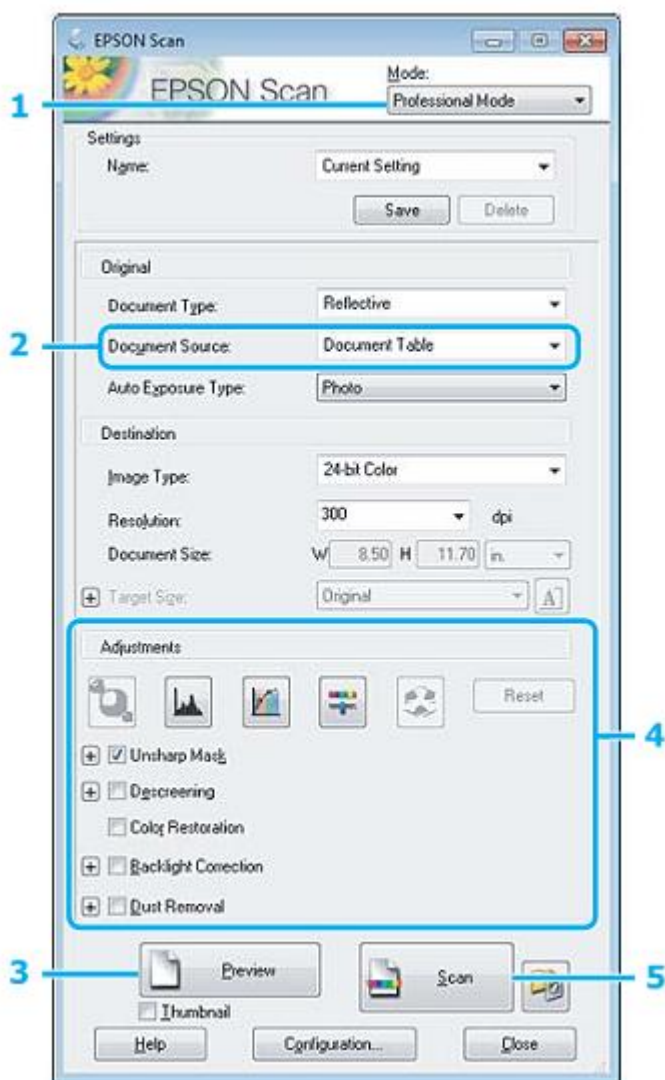 EPSON Scan
EPSON Scan
Mode:
1
Professional Mode
Settings
Name: Current Setting
Save Delete
Original
Document Type: Reflective
2 Document Source: Document Table
Auto Exposure Type: Photo
Destination
Image Type: 24-bit Color
Resolution: 300 dpi
Document Size: W 8.50 H 11.70 in.
Target Size: Original A
Adjustments
Reset
4
Unsharp Mask
Descreening
Color Restoration
Backlight Correction
Dust Removal
3 Preview Scan 5
Thumbnail
Help Configuration... Close